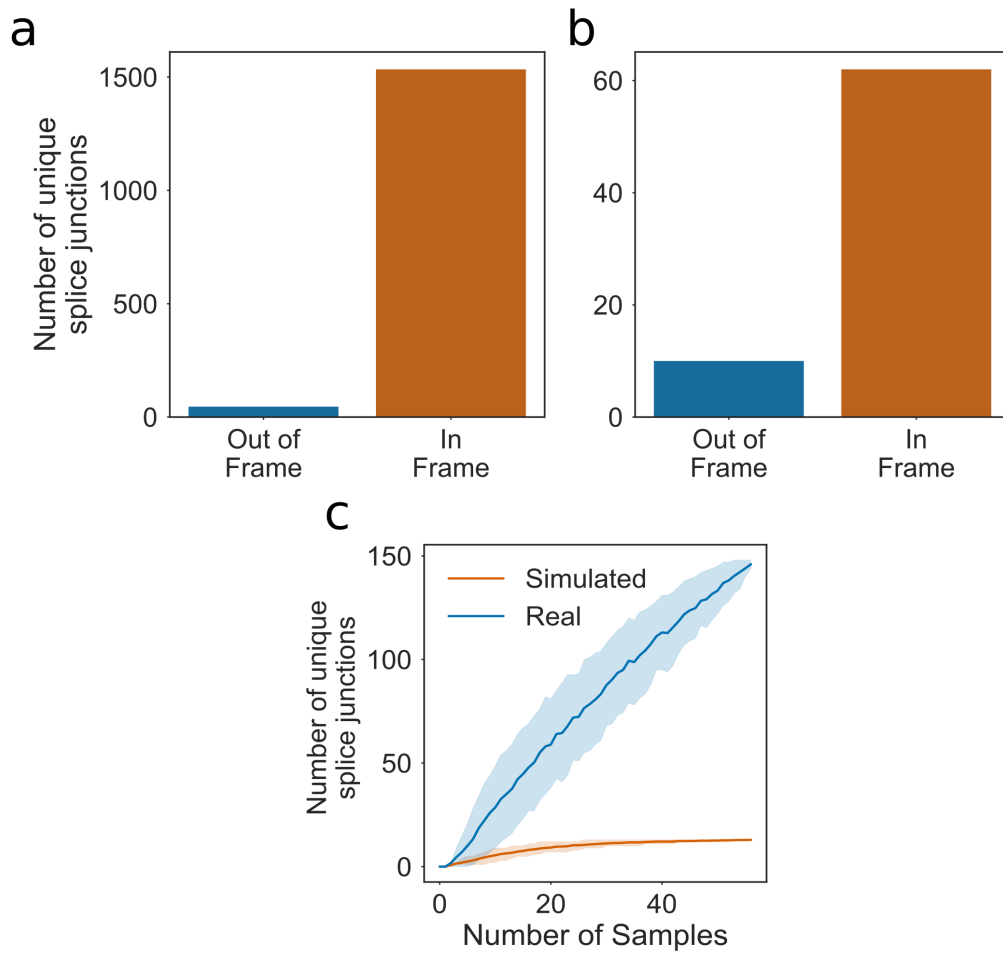 a
Number of unique
splice junctions
1500
1000
500
0
Out of
Frame
In
Frame
b
60
40
20
0
Out of
Frame
In
Frame
c
Number of unique
splice junctions
150
100
50
0
Simulated
Real
0
20
40
Number of Samples